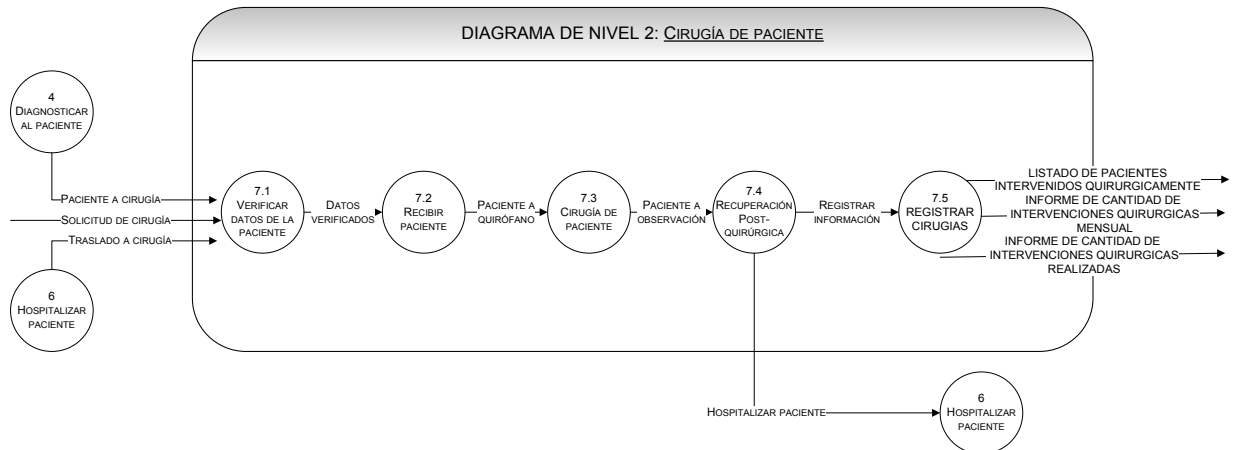 DIAGRAMA DE NIVEL 2: CIRUGÍA DE PACIENTE
4
DIAGNOSTICAR
AL PACIENTE
PACIENTE A CIRUGÍA
SOLICITUD DE CIRUGÍA
TRASLADO A CIRUGÍA
6
HOSPITALIZAR
PACIENTE
7.1
VERIFICAR
DATOS DE LA
PACIENTE
DATOS
VERIFICADOS
7.2
RECIBIR
PACIENTE
PACIENTE A
QUIRÓFANO
7.3
CIRUGÍA DE
PACIENTE
PACIENTE A
OBSERVACIÓN
7.4
RECUPERACIÓN
POST-
QUIRÚRGICA
REGISTRAR
INFORMACIÓN
7.5
REGISTRAR
CIRUGIAS
LISTADO DE PACIENTES
INTERVENIDOS QUIRURGICAMENTE
INFORME DE CANTIDAD DE
INTERVENCIONES QUIRURGICAS
MENSUAL
INFORME DE CANTIDAD DE
INTERVENCIONES QUIRURGICAS
REALIZADAS
HOSPITALIZAR PACIENTE
6
HOSPITALIZAR
PACIENTE